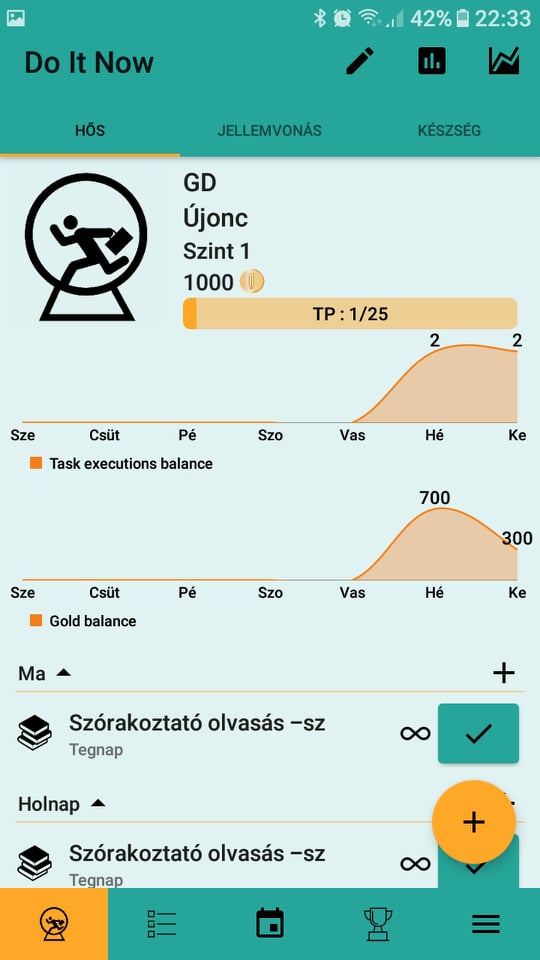 42% 22:33
Do It Now
HŐS JELLEMVONÁS KÉSZSÉG
GD
Újonc
Szint 1
1000
TP : 1/25
2 2
Sze Csüt Pé Szo Vas Hé Ke
Task executions balance
700
300
Sze Csüt Pé Szo Vas Hé Ke
Gold balance
Ma
Szórakoztató olvasás –sz
Tegnap
Holnap
Szórakoztató olvasás –sz
Tegnap